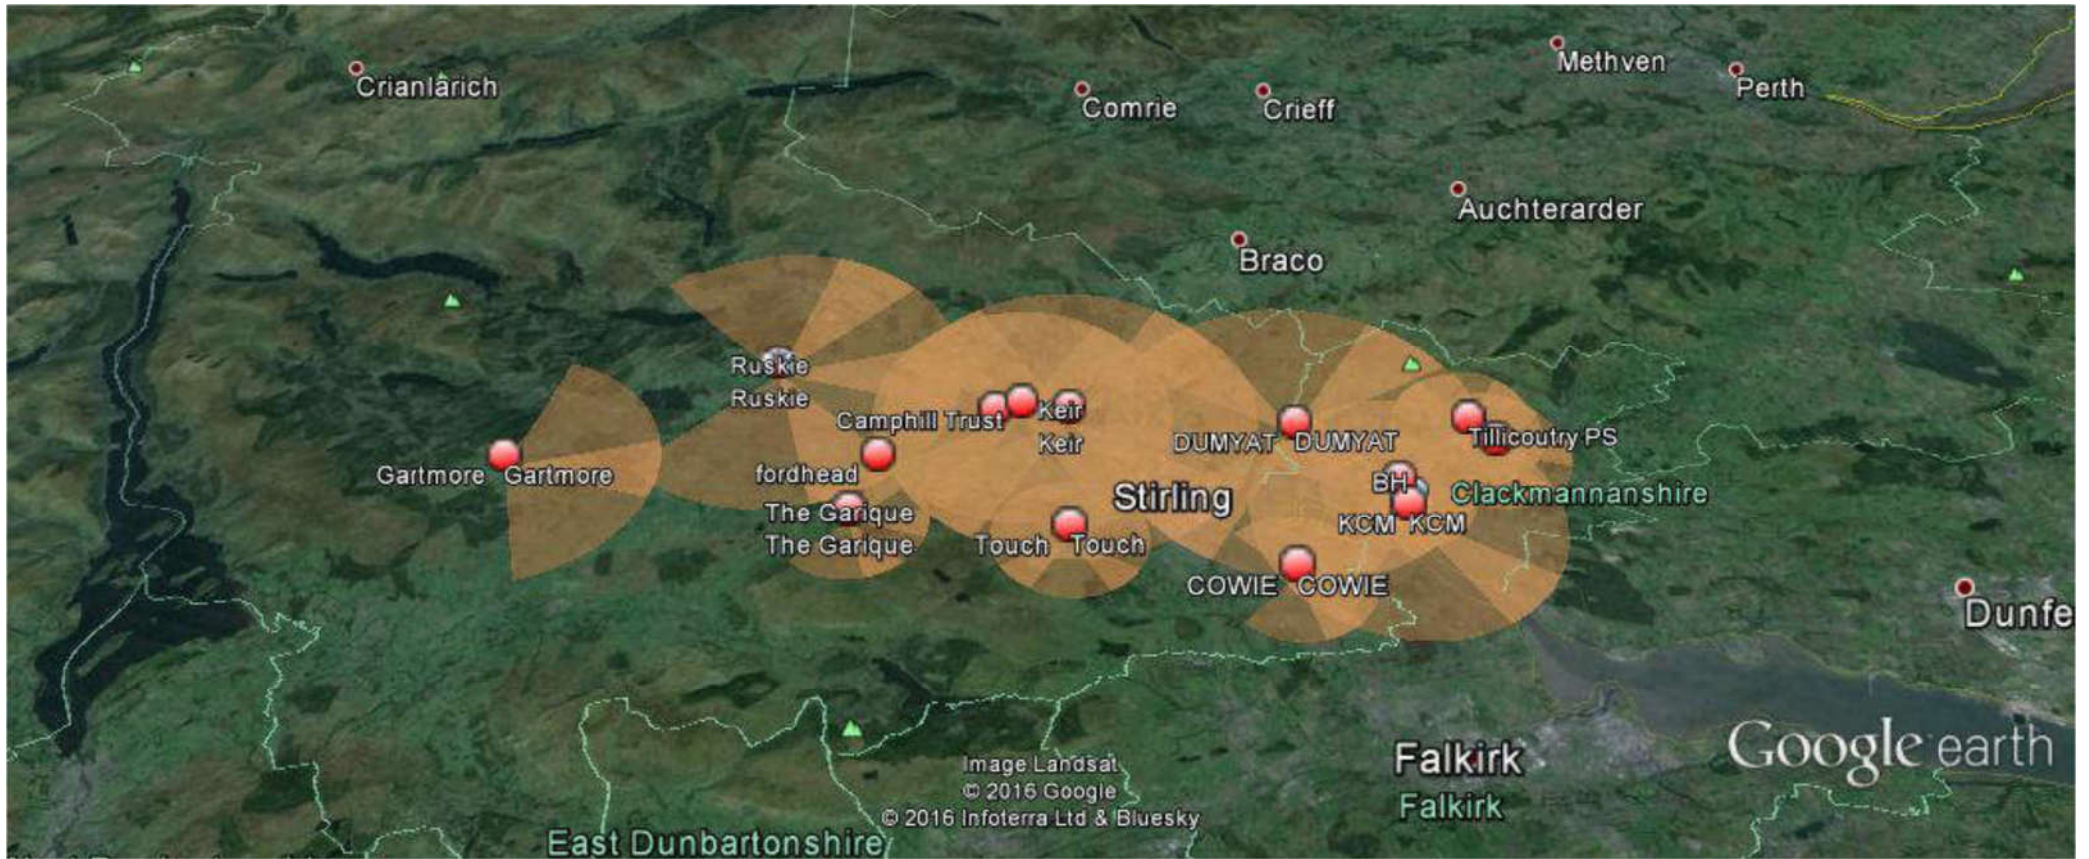 Methven
Crianlarich
Perth
Comrie
Crieff
Auchterarder
Braco
Ruskie
Ruskie
Keir
Camphill Trust
Keir
DUMYAT DUMYAT
Tillicoutry PS
Gartmore Gartmore
fordhead
BH
Stirling
Clackmannanshire
The Garique
KCM KCM
The Garique
Touch Touch
COWIE COWIE
Dunfe
Google earth
Falkirk
Image Landsat
© 2016 Google
Falkirk
© 2016 Infoterra Ltd & Bluesky
East Dunbartonshire